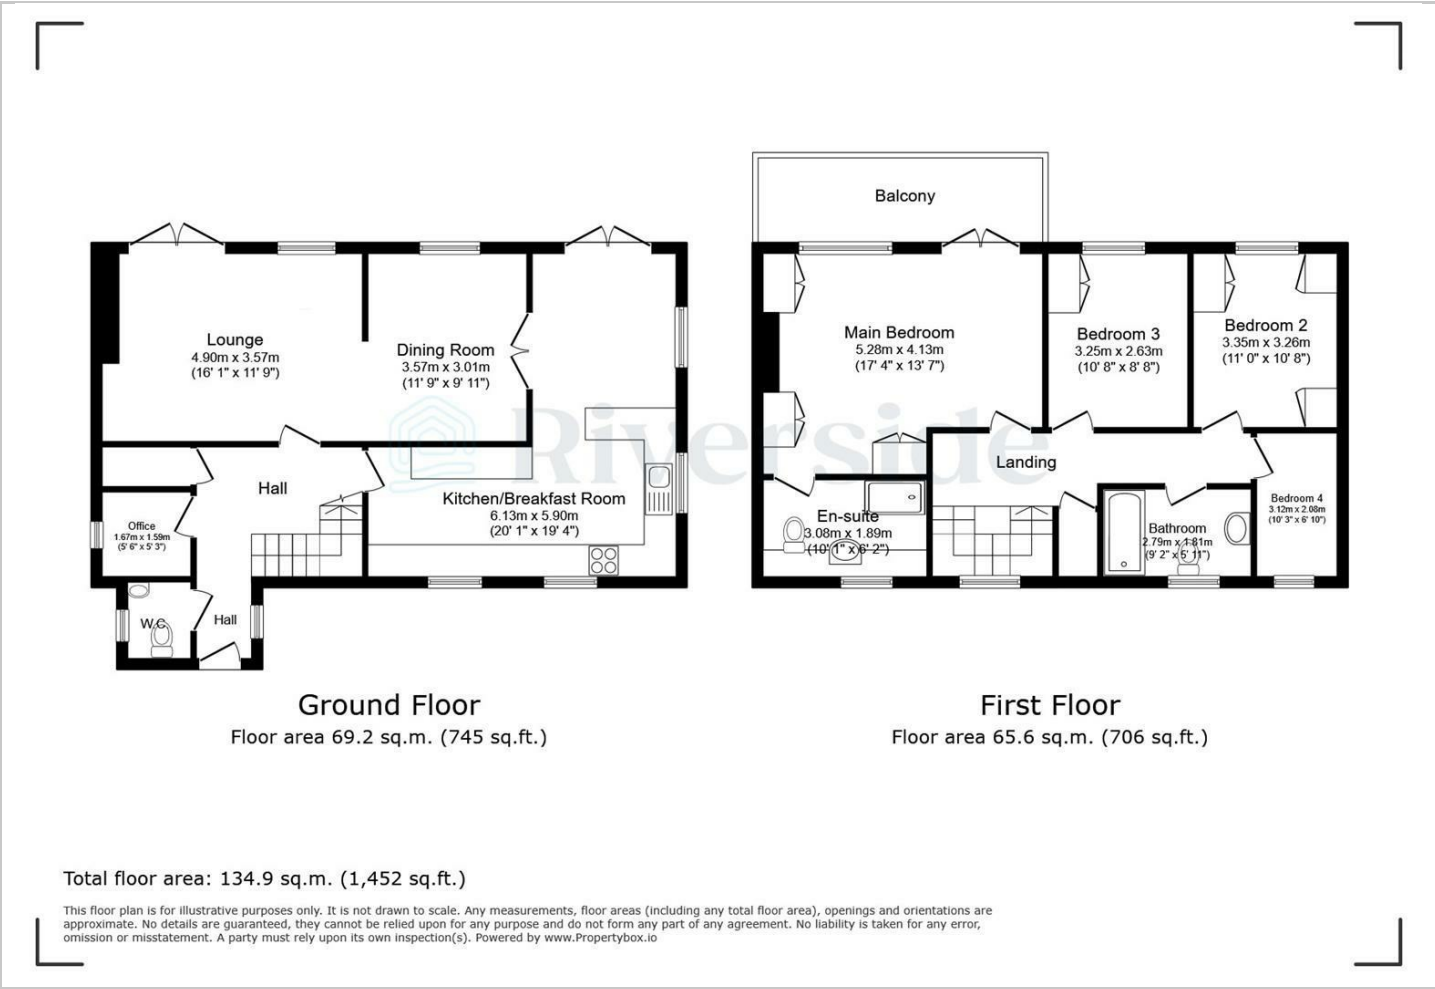 Balcony
Lounge
4.90m x 3.57m
(16' 1" x 11' 9")
Dining Room
3.57m x 3.01m
(11' 9" x 9' 11")
Main Bedroom
5.28m x 4.13m
(17' 4" x 13' 7")
Bedroom 3
3.25m x 2.63m
(10' 8" x 8' 8")
Bedroom 2
3.35m x 3.26m
(11' 0" x 10' 8")
Riverside
Hall
Kitchen/Breakfast Room
6.13m x 5.90m
(20' 1" x 19' 4")
Office
1.67m x 1.59m
(5' 6" x 5' 3")
W.C
Hall
Landing
En-suite
3.08m x 1.89m
(10' 1" x 6' 2")
Bathroom
2.79m x 1.81m
(9' 2" x 5' 11")
Bedroom 4
3.12m x 2.08m
(10' 3" x 6' 10")
Ground Floor
Floor area 69.2 sq.m. (745 sq.ft.)
First Floor
Floor area 65.6 sq.m. (706 sq.ft.)
Total floor area: 134.9 sq.m. (1,452 sq.ft.)
This floor plan is for illustrative purposes only. It is not drawn to scale. Any measurements, floor areas (including any total floor area), openings and orientations are
approximate. No details are guaranteed, they cannot be relied upon for any purpose and do not form any part of any agreement. No liability is taken for any error,
omission or misstatement. A party must rely upon its own inspection(s). Powered by www.Propertybox.io